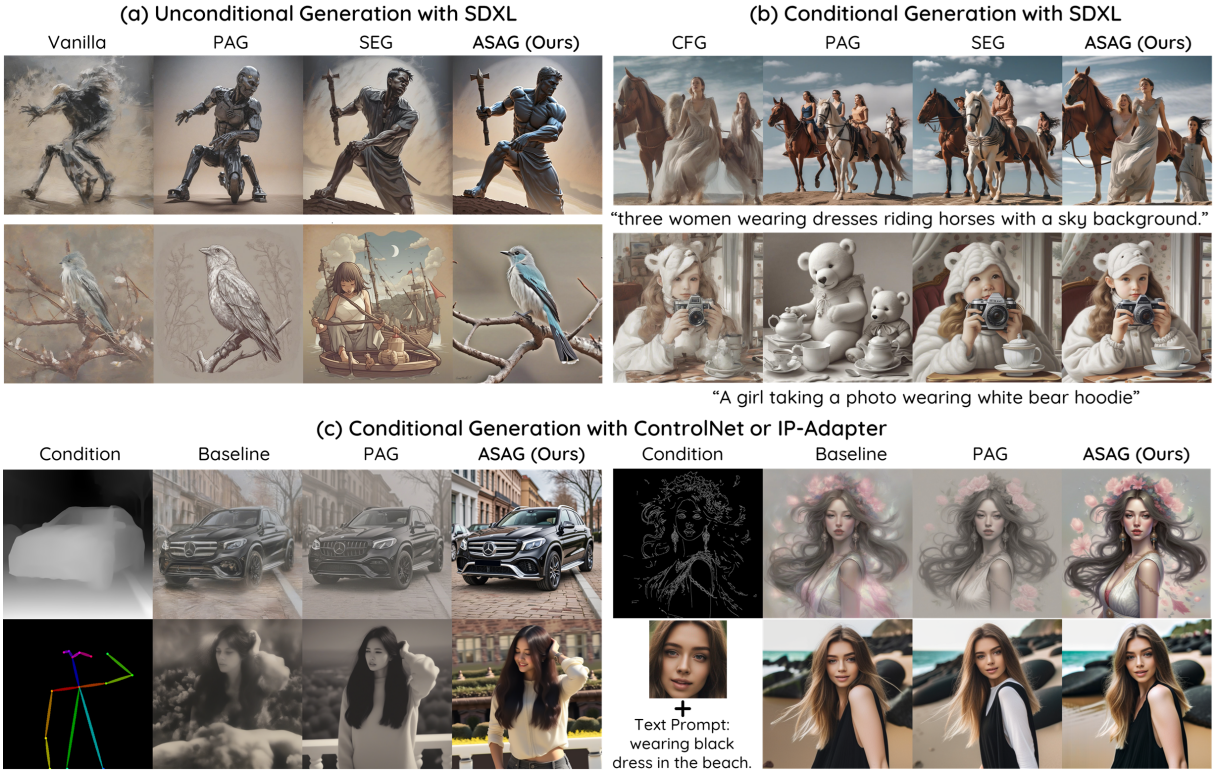 (a) Unconditional Generation with SDXL
Vanilla PAG SEG ASAG (Ours)
(b) Conditional Generation with SDXL
CFG PAG SEG ASAG (Ours)
“three women wearing dresses riding horses with a sky background.”
“A girl taking a photo wearing white bear hoodie”
(c) Conditional Generation with ControlNet or IP-Adapter
Condition Baseline PAG ASAG (Ours) Condition Baseline PAG ASAG (Ours)
+
Text Prompt:
wearing black
dress in the beach.